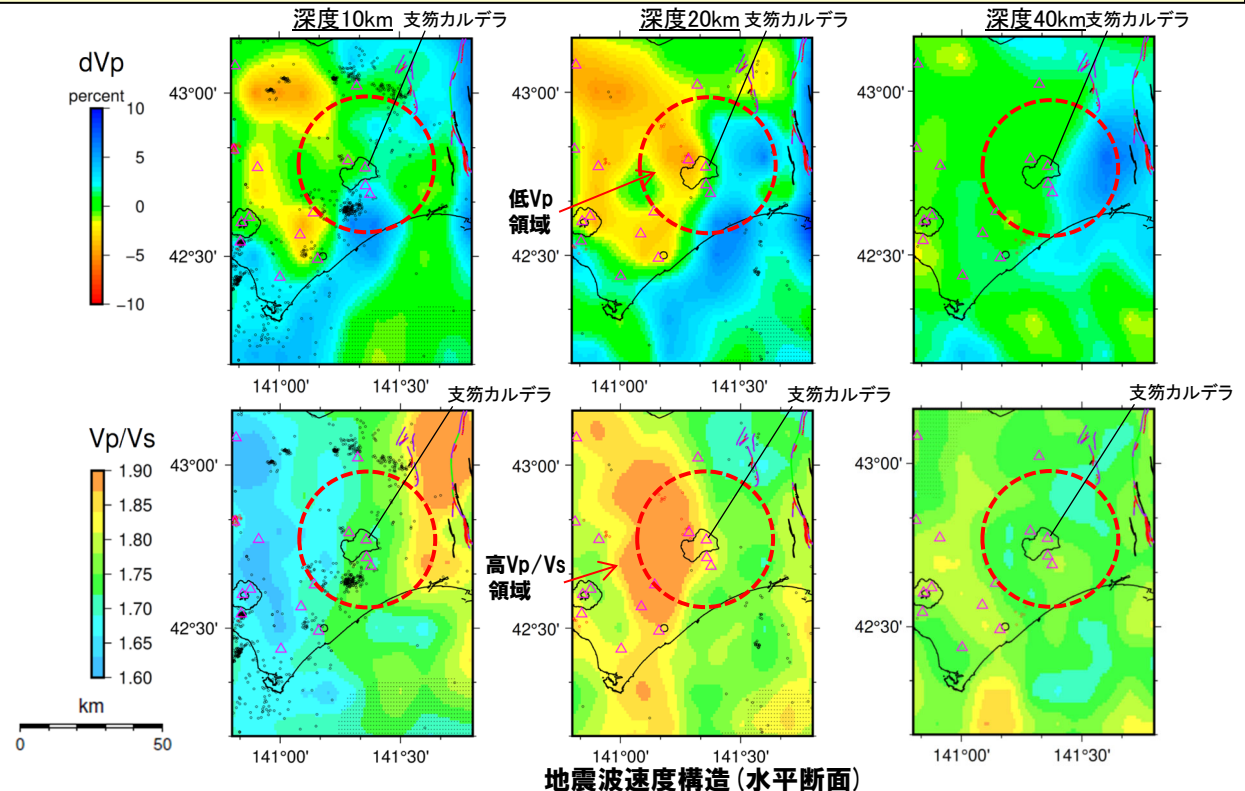 深度10km 支笏カルデラ
深度20km 支笏カルデラ
深度40km支笏カルデラ
dVp
percent
10
5
0
−5
−10
43°00'
42°30'
141°00' 141°30'
43°00'
42°30'
141°00' 141°30'
低Vp
領域
43°00'
42°30'
141°00' 141°30'
支笏カルデラ
支笏カルデラ
支笏カルデラ
Vp/Vs
1.90
1.85
1.80
1.75
1.70
1.65
1.60
km
0 50
43°00'
42°30'
141°00' 141°30'
高Vp/Vs
領域
43°00'
42°30'
141°00' 141°30'
43°00'
42°30'
141°00' 141°30'
地震波速度構造(水平断面)